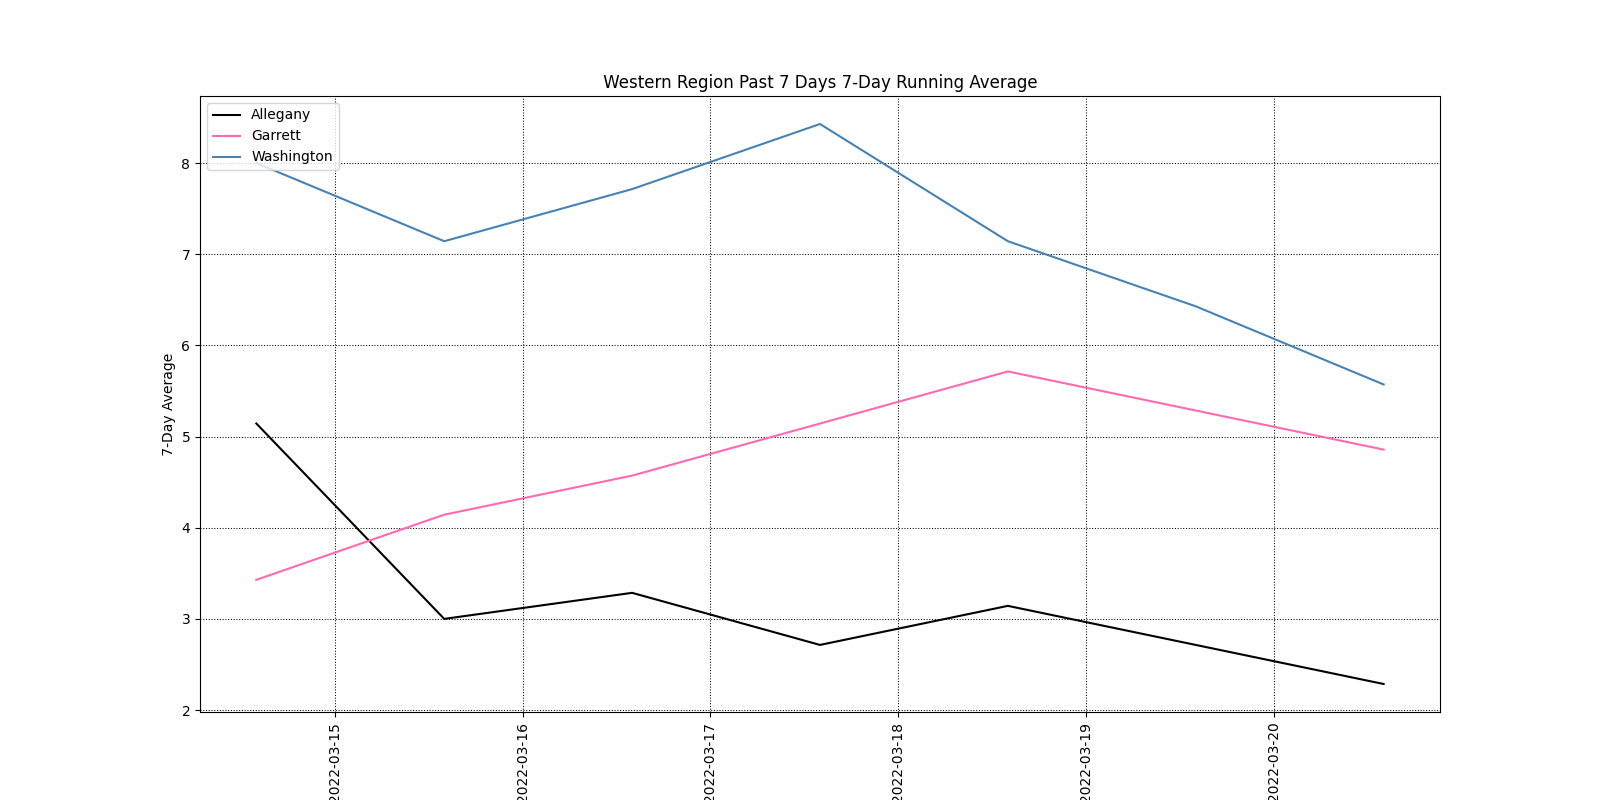 Western Region Past 7 Days 7-Day Running Average
Allegany
Garrett
Washington
7-Day Average
8
7
6
5
4
3
2
2022-03-15
2022-03-16
2022-03-17
2022-03-18
2022-03-19
2022-03-20